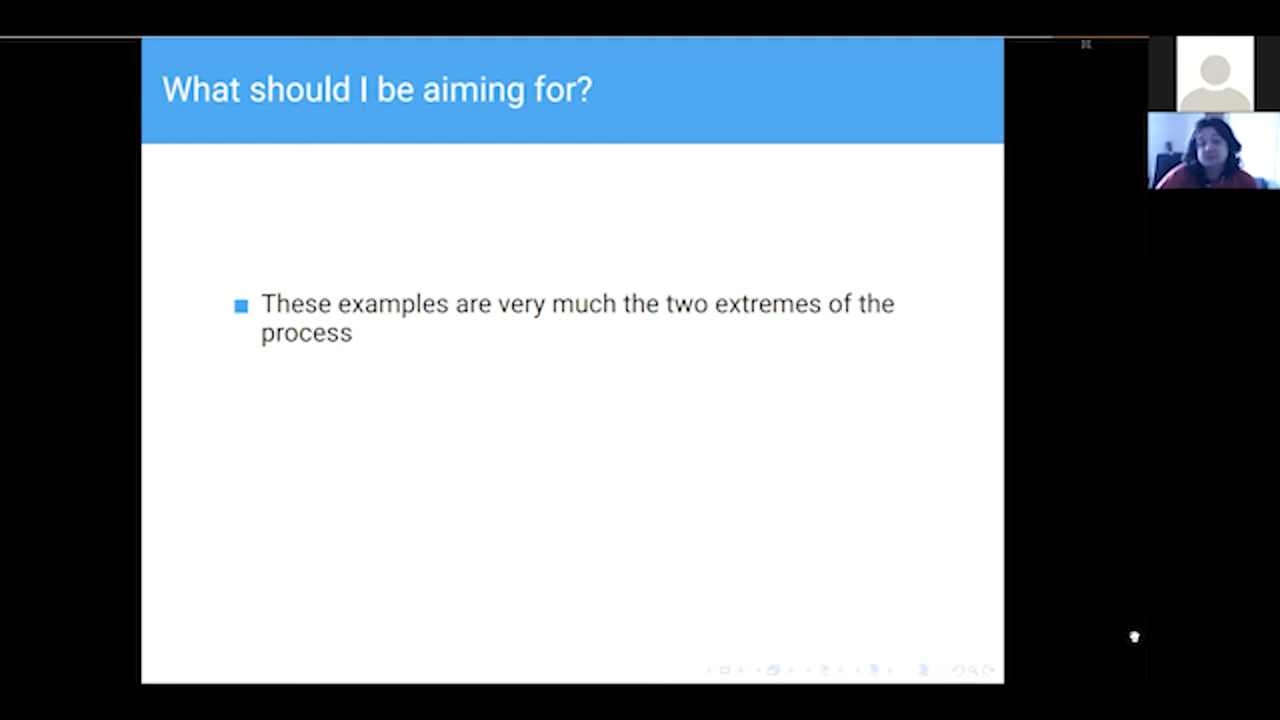 What should I be aiming for?
These examples are very much the two extremes of the
process